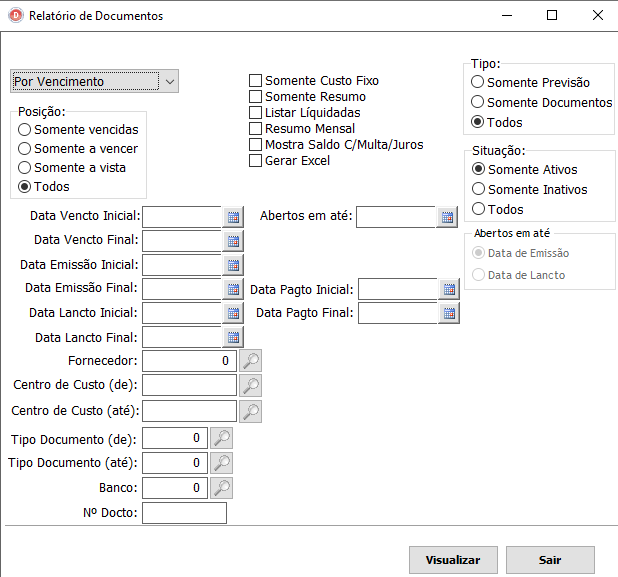 Relatório de Documentos
Por Vencimento
Posição:
Somente vencidas
Somente a vencer
Somente a vista
Todos
Somente Custo Fixo
Somente Resumo
Listar Líquidadas
Resumo Mensal
Mostra Saldo C/Multa/Juros
Gerar Excel
Tipo:
Somente Previsão
Somente Documentos
Todos
Situação:
Somente Ativos
Somente Inativos
Todos
Abertos em até
Data de Emissão
Data de Lancto
Data Vencto Inicial:
Abertos em até:
Data Vencto Final:
Data Emissão Inicial:
Data Emissão Final:
Data Pagto Inicial:
Data Lancto Inicial:
Data Pagto Final:
Data Lancto Final:
Fornecedor: 0
Centro de Custo (de):
Centro de Custo (até):
Tipo Documento (de): 0
Tipo Documento (até): 0
Banco: 0
Nº Docto:
Visualizar
Sair